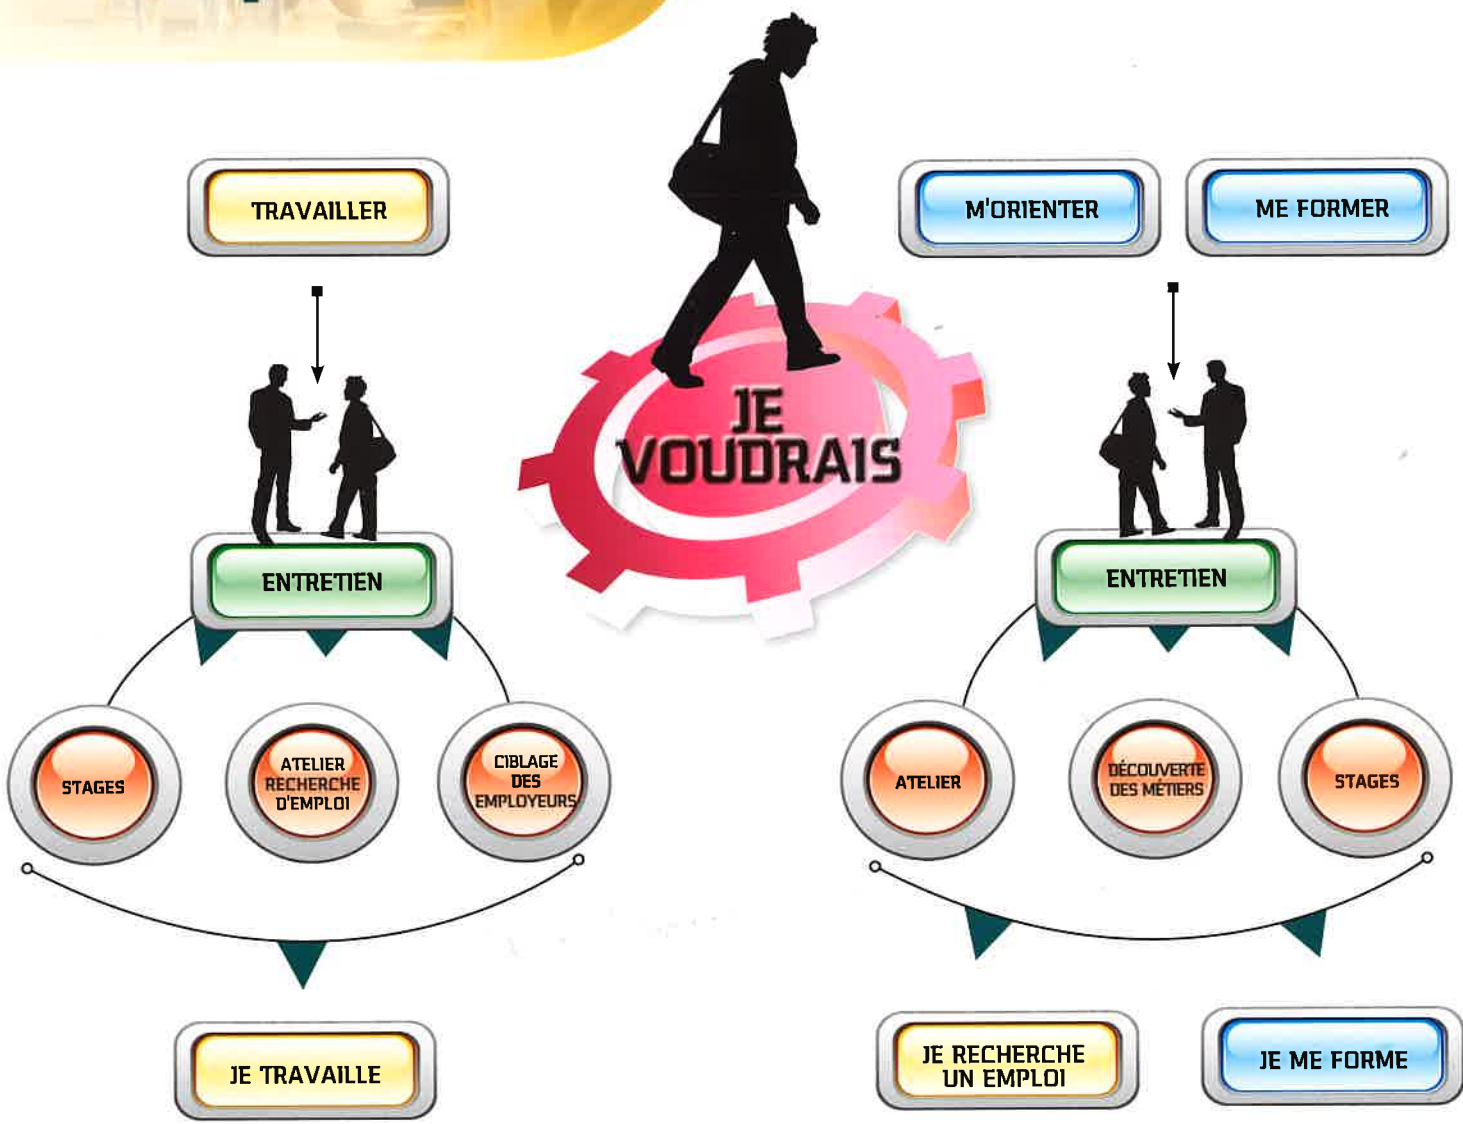 TRAVAILLER
M'ORIENTER
ME FORMER
JE
VOUDRAIS
ENTRETIEN
ENTRETIEN
STAGES
ATELIER
RECHERCHE
D'EMPLOI
CIBLAGE
DES
EMPLOYEURS
ATELIER
DÉCOUVERTE
DES MÉTIERS
STAGES
JE TRAVAILLE
JE RECHERCHE
UN EMPLOI
JE ME FORME